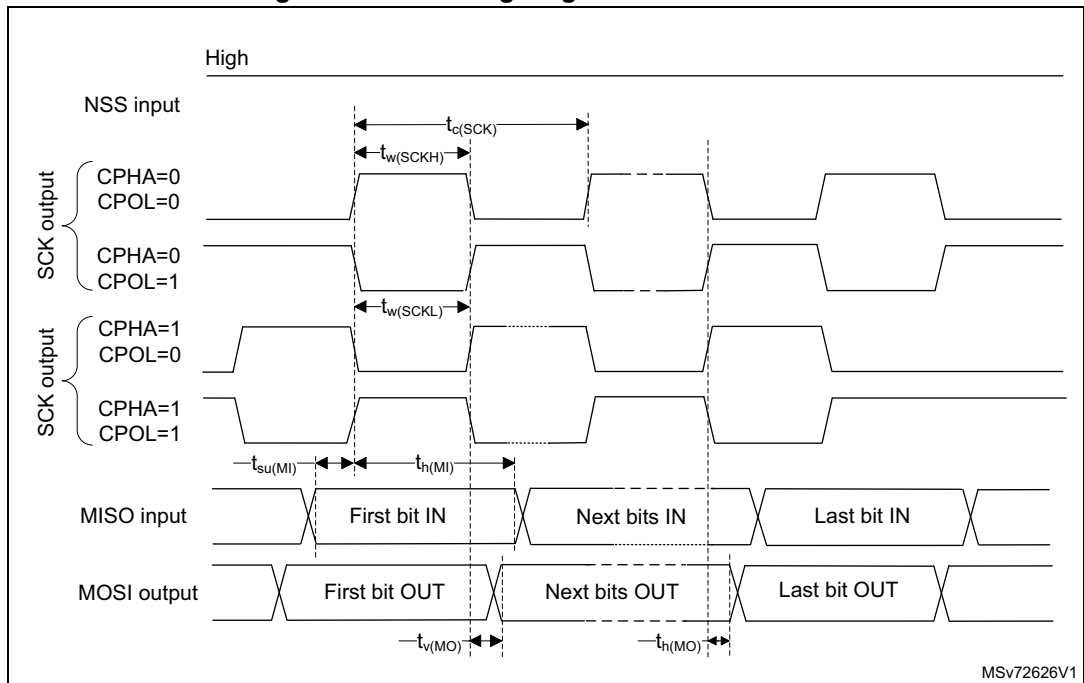 High
NSS input
tc(SCK)
tw(SCKH)
SCK output
CPHA=0
CPOL=0
CPHA=0
CPOL=1
tw(SCKL)
SCK output
CPHA=1
CPOL=0
CPHA=1
CPOL=1
tsu(MI)
th(MI)
MISO input
First bit IN
Next bits IN
Last bit IN
MOSI output
First bit OUT
Next bits OUT
Last bit OUT
tv(MO)
th(MO)
MSv72626V1